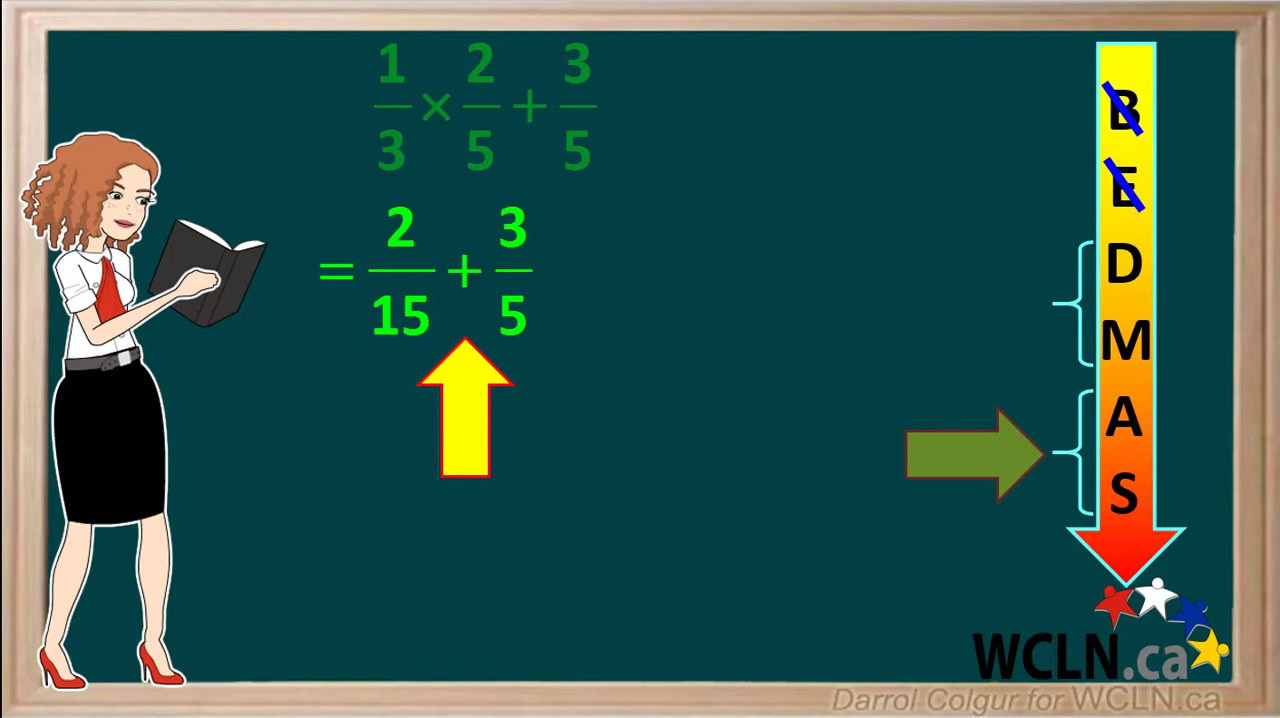 1/3 × 2/5 + 3/5
= 2/15 + 3/5
B
E
D
M
A
S
WCLN.ca
Darrol Colgur for WCLN.ca